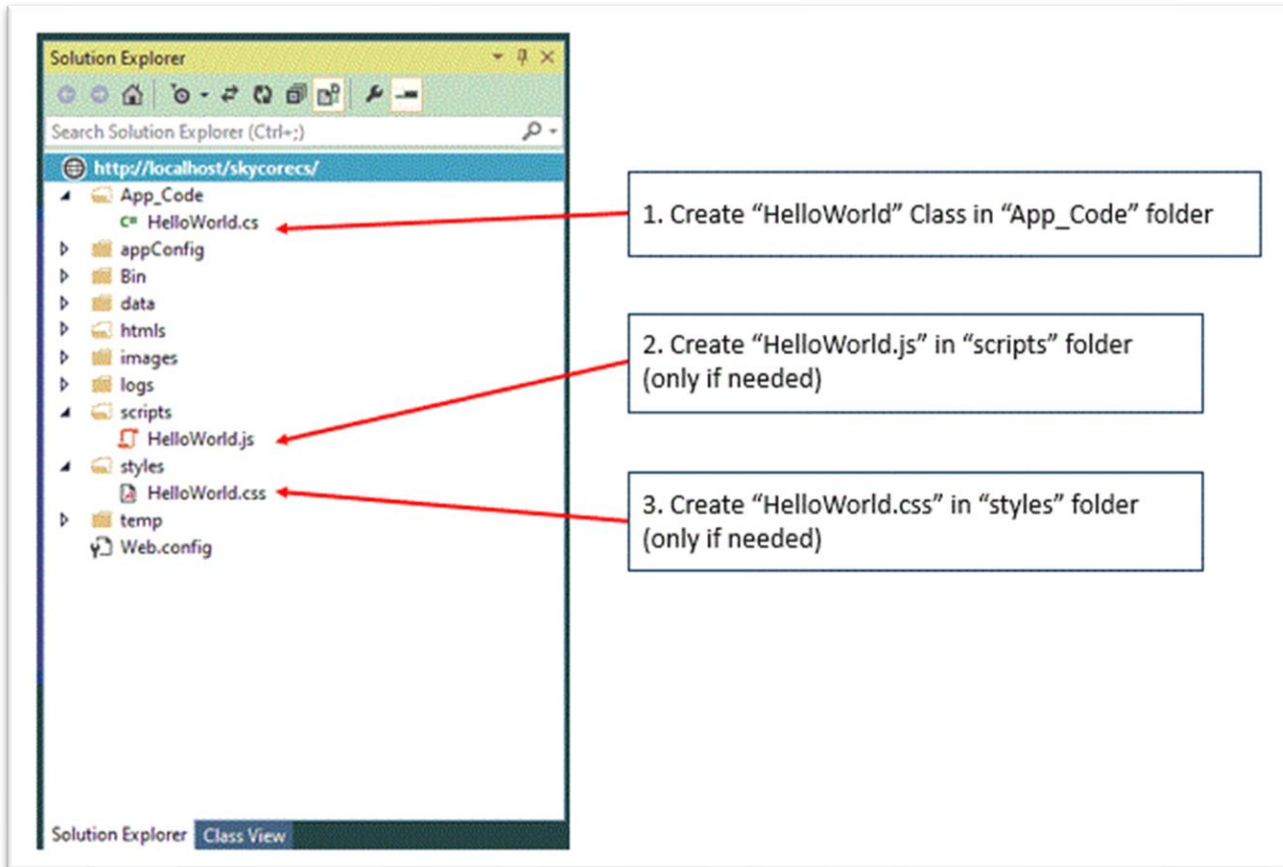 Solution Explorer
Search Solution Explorer (Ctrl+;)
http://localhost/skycorecs/
App_Code
C# HelloWorld.cs
appConfig
Bin
data
htmls
images
logs
scripts
HelloWorld.js
styles
HelloWorld.css
temp
Web.config
Solution Explorer Class View
1. Create “HelloWorld” Class in “App_Code” folder
2. Create “HelloWorld.js” in “scripts” folder
(only if needed)
3. Create “HelloWorld.css” in “styles” folder
(only if needed)